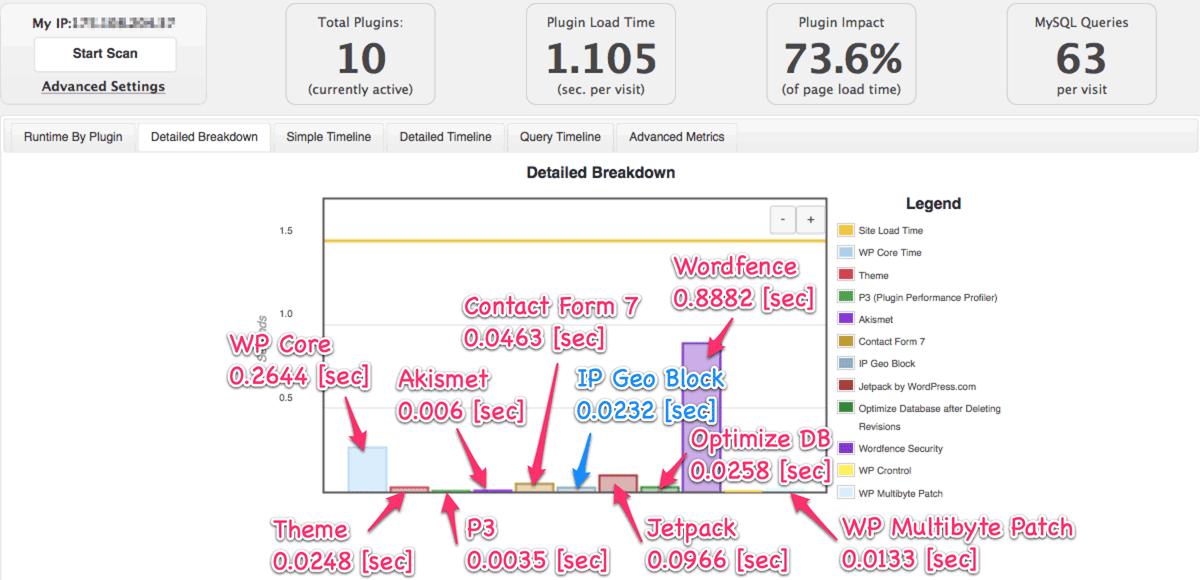 My IP:
Start Scan
Advanced Settings
Total Plugins:
10
(currently active)
Plugin Load Time
1.105
(sec. per visit)
Plugin Impact
73.6%
(of page load time)
MySQL Queries
63
per visit
Runtime By Plugin
Detailed Breakdown
Simple Timeline
Detailed Timeline
Query Timeline
Advanced Metrics
Detailed Breakdown
- +
1.5
1.0
0.5
WP Core
0.2644 [sec]
Akismet
0.006 [sec]
Contact Form 7
0.0463 [sec]
IP Geo Block
0.0232 [sec]
Wordfence
0.8882 [sec]
Optimize DB
0.0258 [sec]
Theme
0.0248 [sec]
P3
0.0035 [sec]
Jetpack
0.0966 [sec]
WP Multibyte Patch
0.0133 [sec]
Legend
Site Load Time
WP Core Time
Theme
P3 (Plugin Performance Profiler)
Akismet
Contact Form 7
IP Geo Block
Jetpack by WordPress.com
Optimize Database after Deleting
Revisions
Wordfence Security
WP Crontrol
WP Multibyte Patch